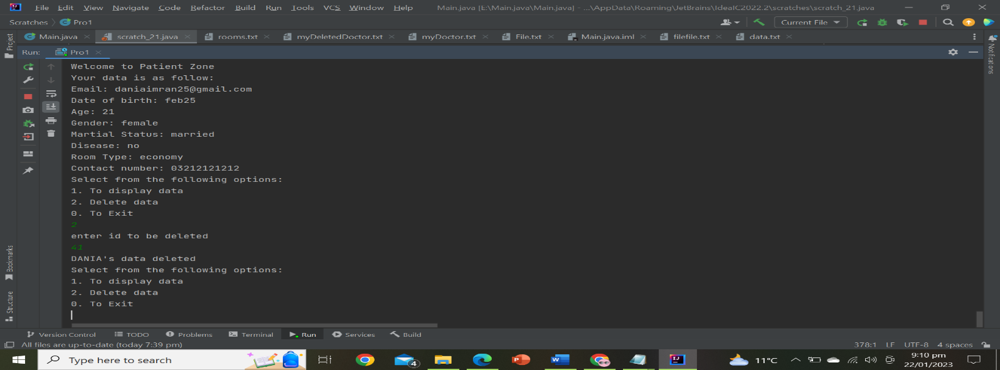 File Edit View Navigate Code Refactor Build Run Tools VCS Window Help Main.java [E:\Main.java\Main.java] - ...\AppData\Roaming\JetBrains\IdeaIC2022.2\scratches\scratch_21.java
Scratches Pro1 Current File
Main.java scratch_21.java rooms.txt myDeletedDoctor.txt myDoctor.txt File.txt Main.java.iml filefile.txt data.txt
Project
Notifications
Run: Pro1
Welcome to Patient Zone
Your data is as follow:
Email: daniaimran25@gmail.com
Date of birth: feb25
Age: 21
Gender: female
Martial Status: married
Disease: no
Room Type: economy
Contact number: 03212121212
Select from the following options:
1. To display data
2. Delete data
0. To Exit
2
enter id to be deleted
41
DANIA's data deleted
Select from the following options:
1. To display data
2. Delete data
0. To Exit
Bookmarks
Structure
Version Control TODO Problems Terminal Run Services Build
All files are up-to-date (today 7:39 pm) 378:1 LF UTF-8 4 spaces
Type here to search 4 11°C 9:10 pm
22/01/2023